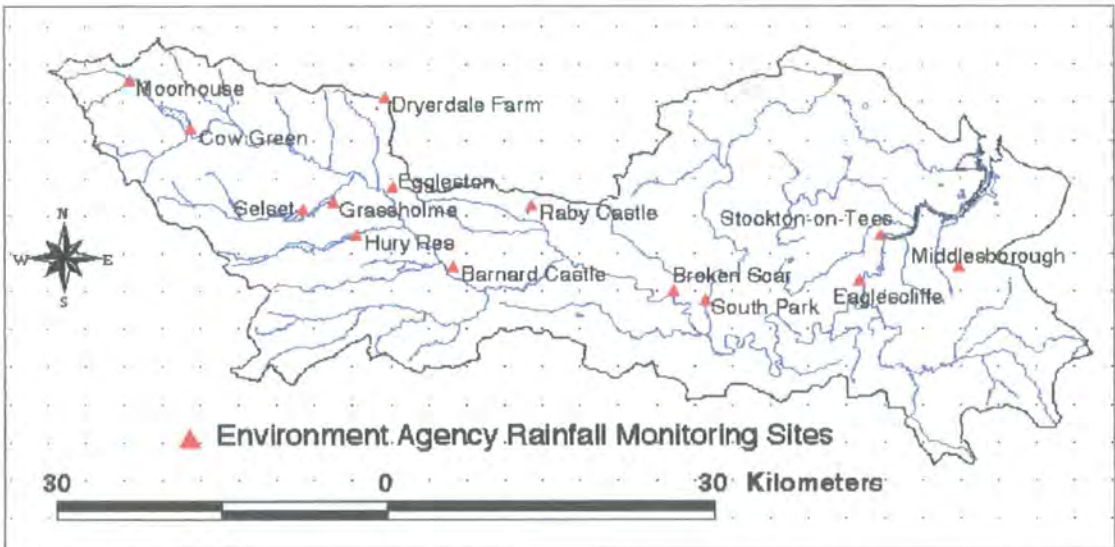 Moorhouse
Dryerdale Farm
Cow Green
Eggleston
Selset
Grassholme
Raby Castle
Stockton-on-Tees
Hury Res
N
W
E
S
Middlesborough
Barnard Castle
Broken Scar
Eaglescliffe
South Park
Environment Agency Rainfall Monitoring Sites
30 0 30 Kilometers